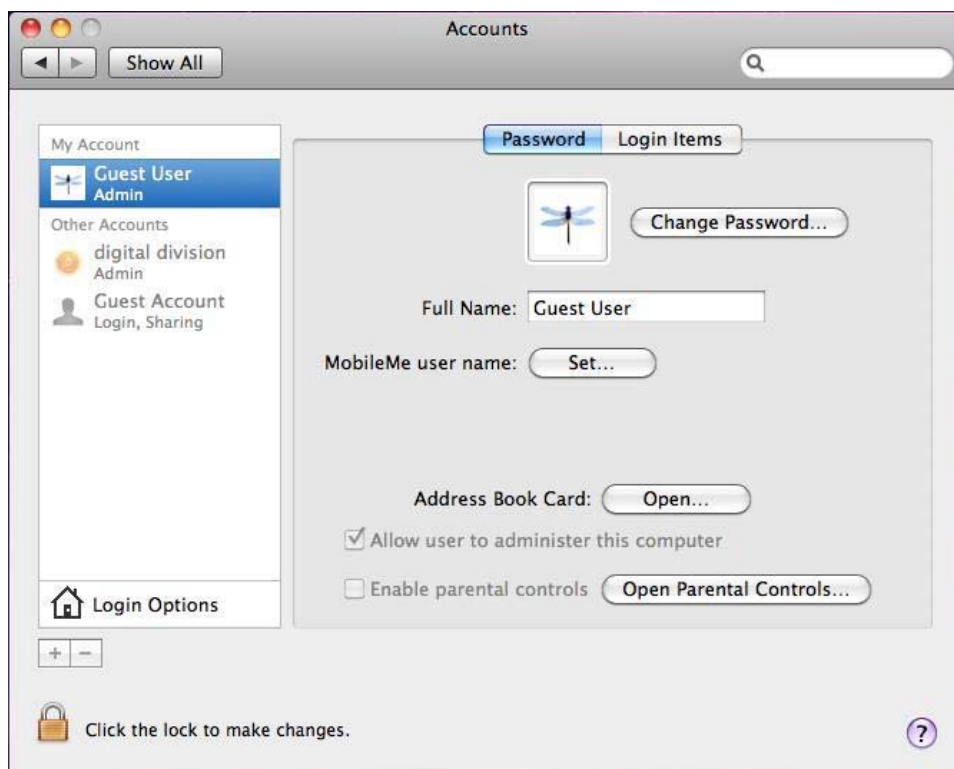 Accounts
Show All
My Account
Guest User
Admin
Other Accounts
digital division
Admin
Guest Account
Login, Sharing
Login Options
+ −
Password Login Items
Change Password...
Full Name: Guest User
MobileMe user name: Set...
Address Book Card: Open...
Allow user to administer this computer
Enable parental controls Open Parental Controls...
Click the lock to make changes.
?